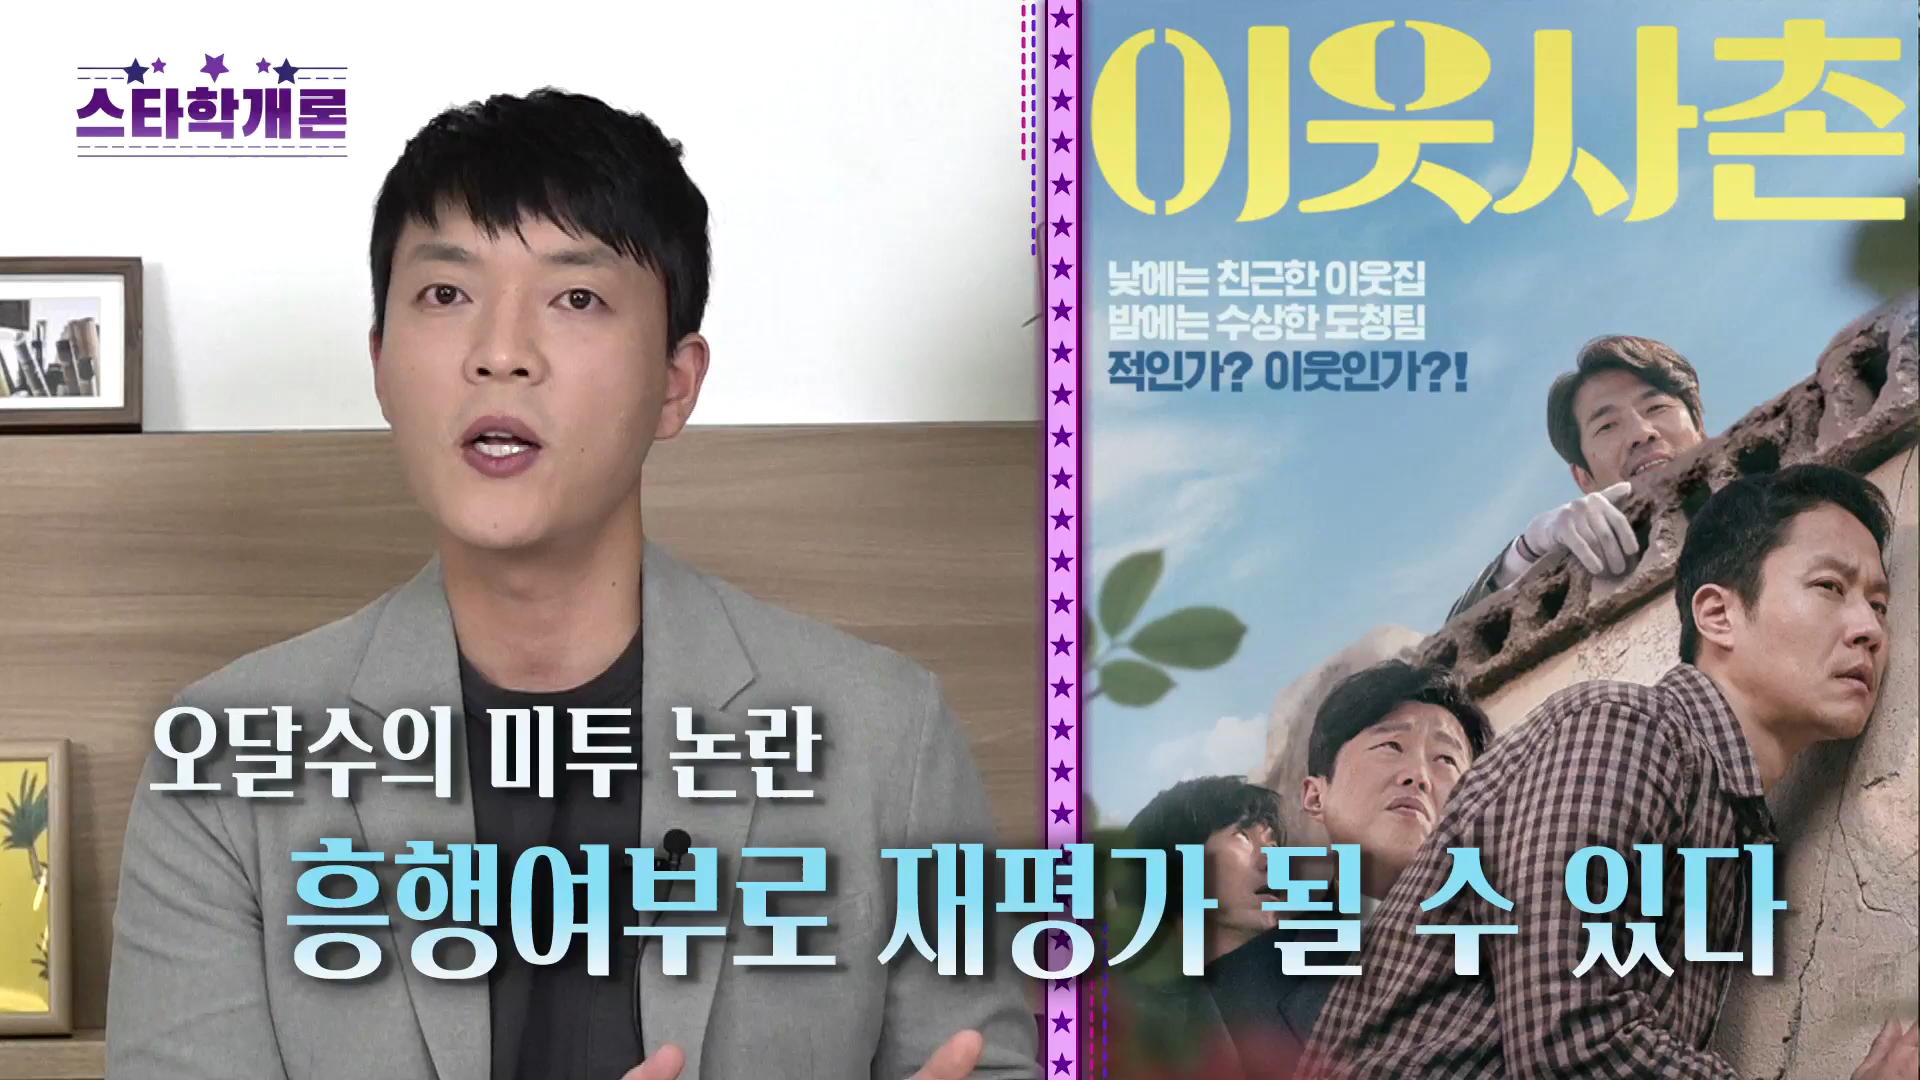 스타학개론
이웃사촌
낮에는 친근한 이웃집
밤에는 수상한 도청팀
적인가? 이웃인가?!
오달수의 미투 논란
흥행여부로 재평가 될 수 있다